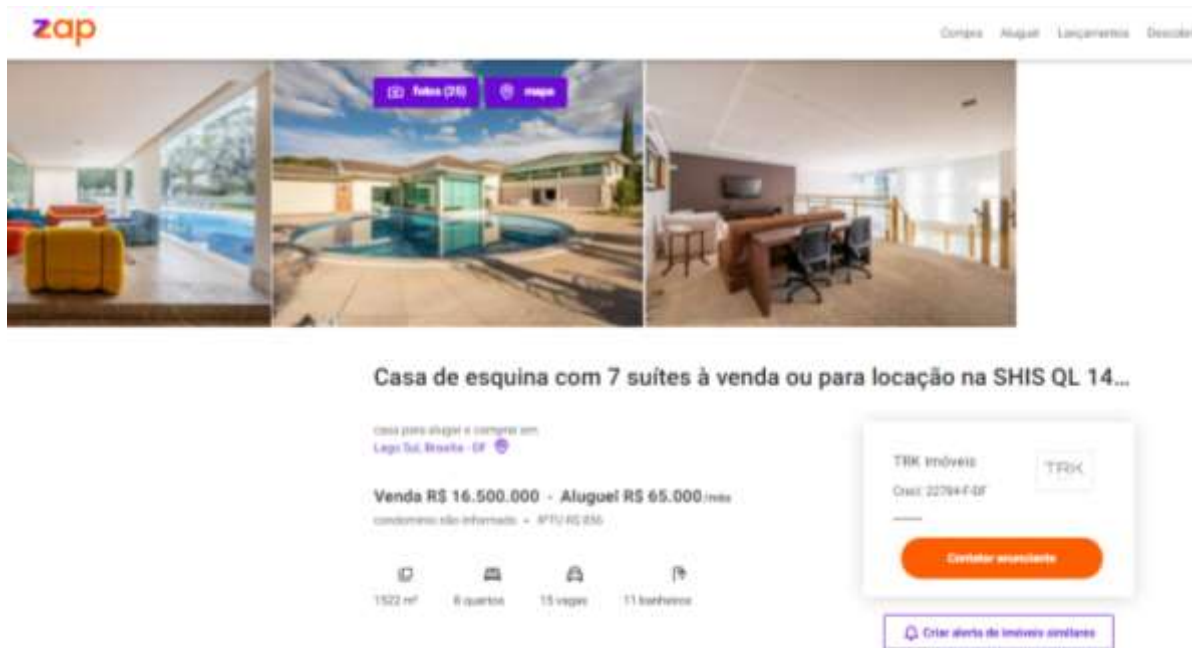 zap
Compra Aluguel Lançamentos Descobrir
fotos (25) mapa
Casa de esquina com 7 suítes à venda ou para locação na SHIS QL 14...
casa para alugar e comprar em
Lago Sul, Brasília - DF
Venda R$ 16.500.000 - Aluguel R$ 65.000/mês
condomínio não informado • IPTU R$
1522 m² quartos 15 vagas 11 banheiros
TRK Imóveis
TRK
Creci: 22784-F-DF
Contatar anunciante
Criar alerta de imóveis similares